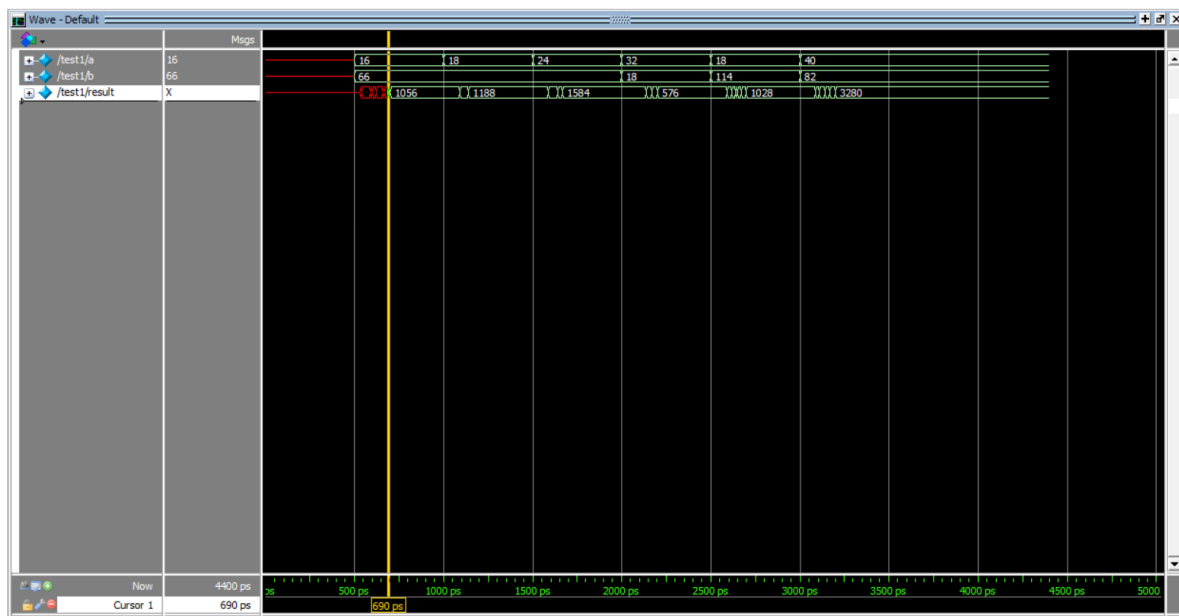 Wave - Default
Msgs
/test1/a 16 16 18 24 32 18 40
/test1/b 66 66 18 114 82
/test1/result X 1056 1188 1584 576 1028 3280
Now 4400 ps ps 500 ps 1000 ps 1500 ps 2000 ps 2500 ps 3000 ps 3500 ps 4000 ps 4500 ps 5000
Cursor 1 690 ps 690 ps